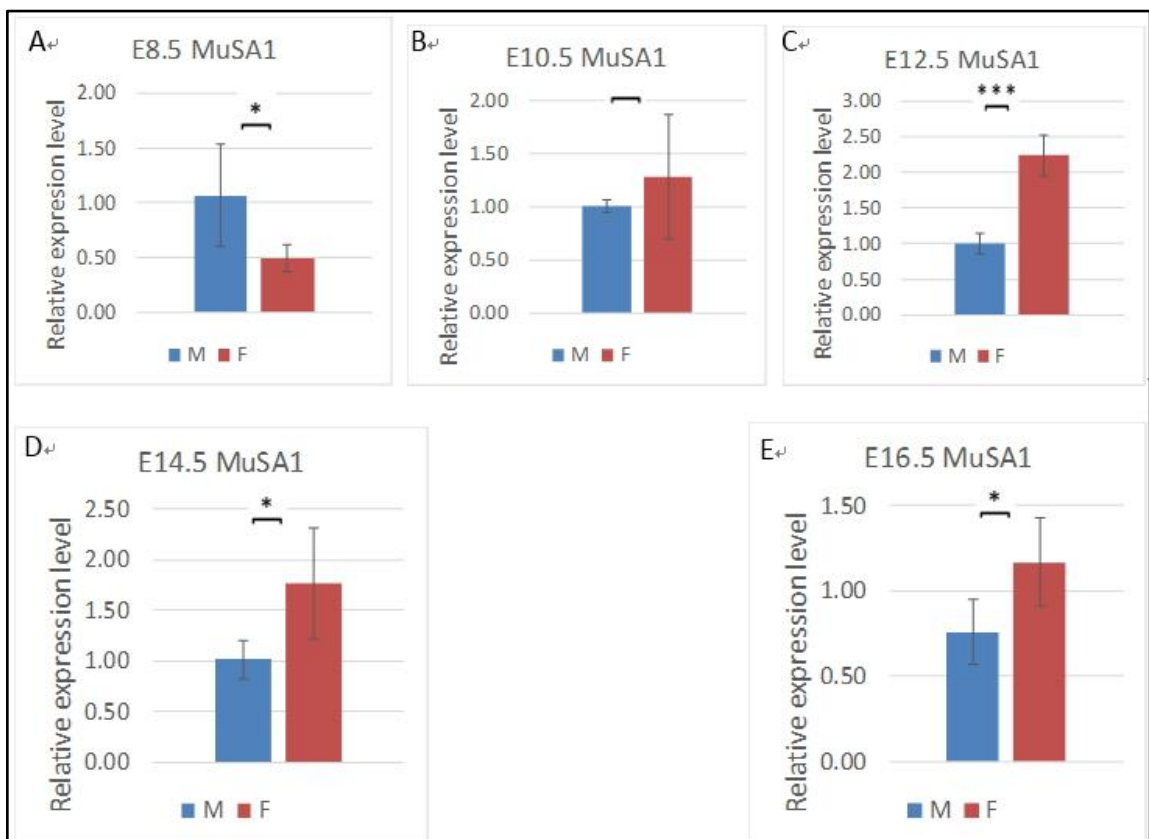 A↵
E8.5 MuSA1
Relative expresion level
2.00
1.50
1.00
0.50
0.00
*
M F
B↵
E10.5 MuSA1
Relative expression level
2.00
1.50
1.00
0.50
0.00
M F
C↵
E12.5 MuSA1
Relative expression level
3.00
2.50
2.00
1.50
1.00
0.50
0.00
***
M F
D↵
E14.5 MuSA1
Relative expression level
2.50
2.00
1.50
1.00
0.50
0.00
*
M F
E↵
E16.5 MuSA1
Relative expression level
1.50
1.00
0.50
0.00
*
M F